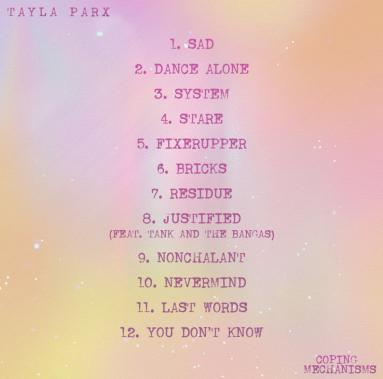 TAYLA PARX
1. SAD
2. DANCE ALONE
3. SYSTEM
4. STARE
5. FIXERUPPER
6. BRICKS
7. RESIDUE
8. JUSTIFIED
(FEAT. TANK AND THE BANGAS)
9. NONCHALANT
10. NEVERMIND
11. LAST WORDS
12. YOU DON'T KNOW
COPING
MECHANISMS